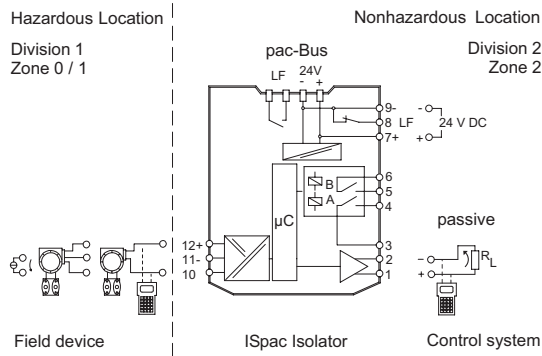 Hazardous Location
Nonhazardous Location
Division 1
Zone 0 / 1
Division 2
Zone 2
pac-Bus
LF
24V
- +
9-
8 LF
7+
-
+
24 V DC
6
5
4
B
A
µC
3
2
1
12+
11-
10
passive
-
+
RL
Field device
ISpac Isolator
Control system